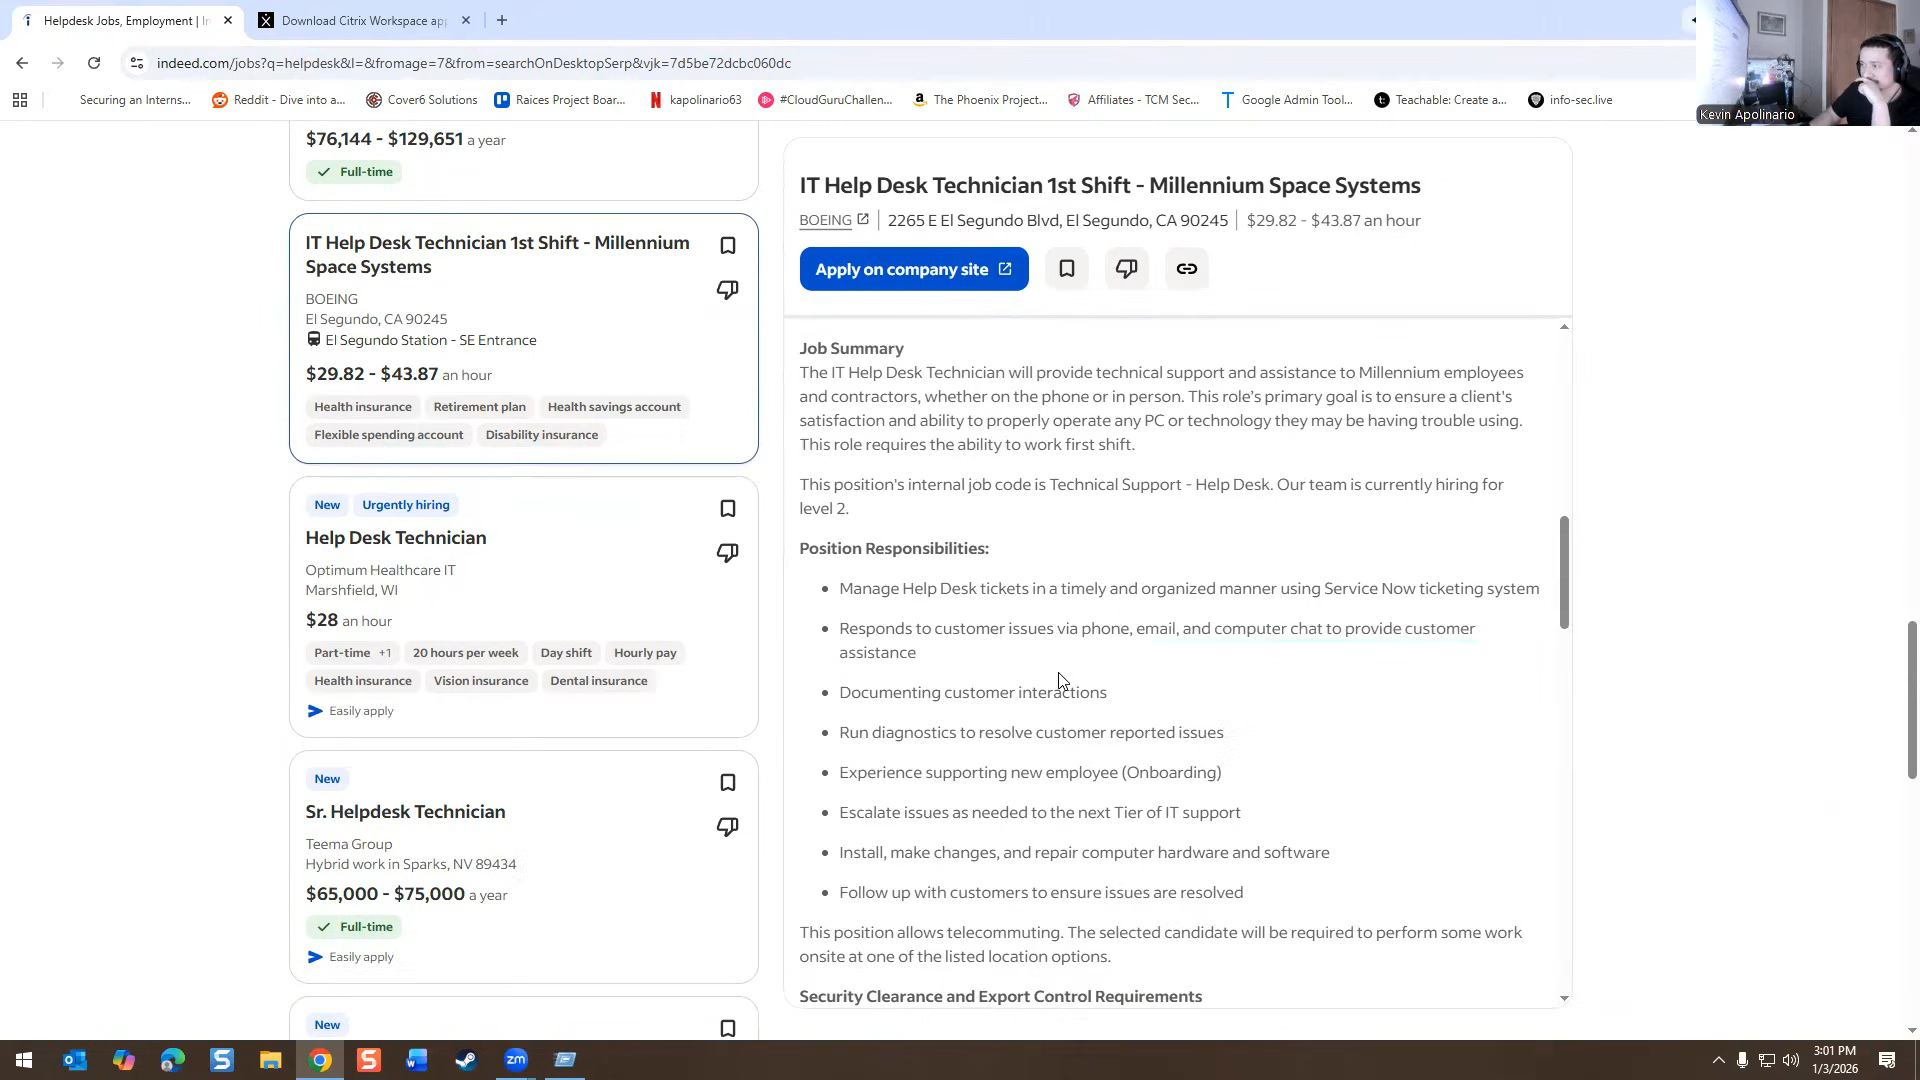 Helpdesk Jobs, Employment | In
Download Citrix Workspace app
indeed.com/jobs?q=helpdesk&l=&fromage=7&from=searchOnDesktopSerp&vjk=7d5be72dcbc060dc
Securing an Interns...
Reddit - Dive into a...
Cover6 Solutions
Raices Project Boar...
kapolinario63
#CloudGuruChallen...
The Phoenix Project...
Affiliates - TCM Sec...
Google Admin Tool...
Teachable: Create a...
info-sec.live
Kevin Apolinario
$76,144 - $129,651 a year
Full-time
IT Help Desk Technician 1st Shift - Millennium
Space Systems
BOEING
El Segundo, CA 90245
El Segundo Station - SE Entrance
$29.82 - $43.87 an hour
Health insurance
Retirement plan
Health savings account
Flexible spending account
Disability insurance
New
Urgently hiring
Help Desk Technician
Optimum Healthcare IT
Marshfield, WI
$28 an hour
Part-time +1
20 hours per week
Day shift
Hourly pay
Health insurance
Vision insurance
Dental insurance
Easily apply
New
Sr. Helpdesk Technician
Teema Group
Hybrid work in Sparks, NV 89434
$65,000 - $75,000 a year
Full-time
Easily apply
New
IT Help Desk Technician 1st Shift - Millennium Space Systems
BOEING
2265 E El Segundo Blvd, El Segundo, CA 90245
$29.82 - $43.87 an hour
Apply on company site
Job Summary
The IT Help Desk Technician will provide technical support and assistance to Millennium employees
and contractors, whether on the phone or in person. This role's primary goal is to ensure a client's
satisfaction and ability to properly operate any PC or technology they may be having trouble using.
This role requires the ability to work first shift.
This position's internal job code is Technical Support - Help Desk. Our team is currently hiring for
level 2.
Position Responsibilities:
• Manage Help Desk tickets in a timely and organized manner using Service Now ticketing system
• Responds to customer issues via phone, email, and computer chat to provide customer
assistance
• Documenting customer interactions
• Run diagnostics to resolve customer reported issues
• Experience supporting new employee (Onboarding)
• Escalate issues as needed to the next Tier of IT support
• Install, make changes, and repair computer hardware and software
• Follow up with customers to ensure issues are resolved
This position allows telecommuting. The selected candidate will be required to perform some work
onsite at one of the listed location options.
Security Clearance and Export Control Requirements
zm
3:01 PM
1/3/2026